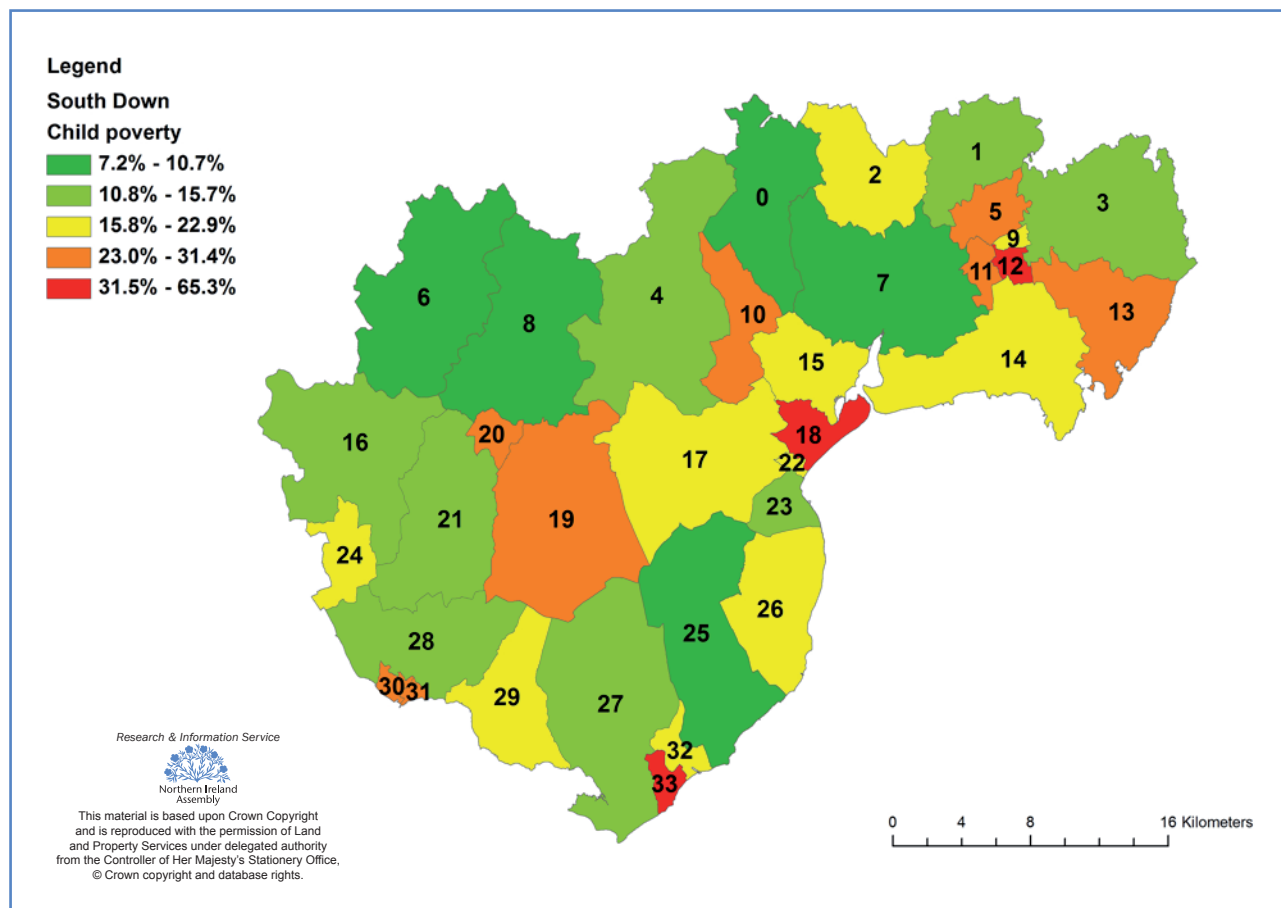 Legend
South Down
Child poverty
7.2% - 10.7%
10.8% - 15.7%
15.8% - 22.9%
23.0% - 31.4%
31.5% - 65.3%
0
1
2
3
4
5
6
7
8
9
10
11
12
13
14
15
16
17
18
19
20
21
22
23
24
25
26
27
28
29
30
31
32
33
Research & Information Service
Northern Ireland
Assembly
This material is based upon Crown Copyright
and is reproduced with the permission of Land
and Property Services under delegated authority
from the Controller of Her Majesty's Stationery Office,
© Crown copyright and database rights.
0 4 8 16 Kilometers